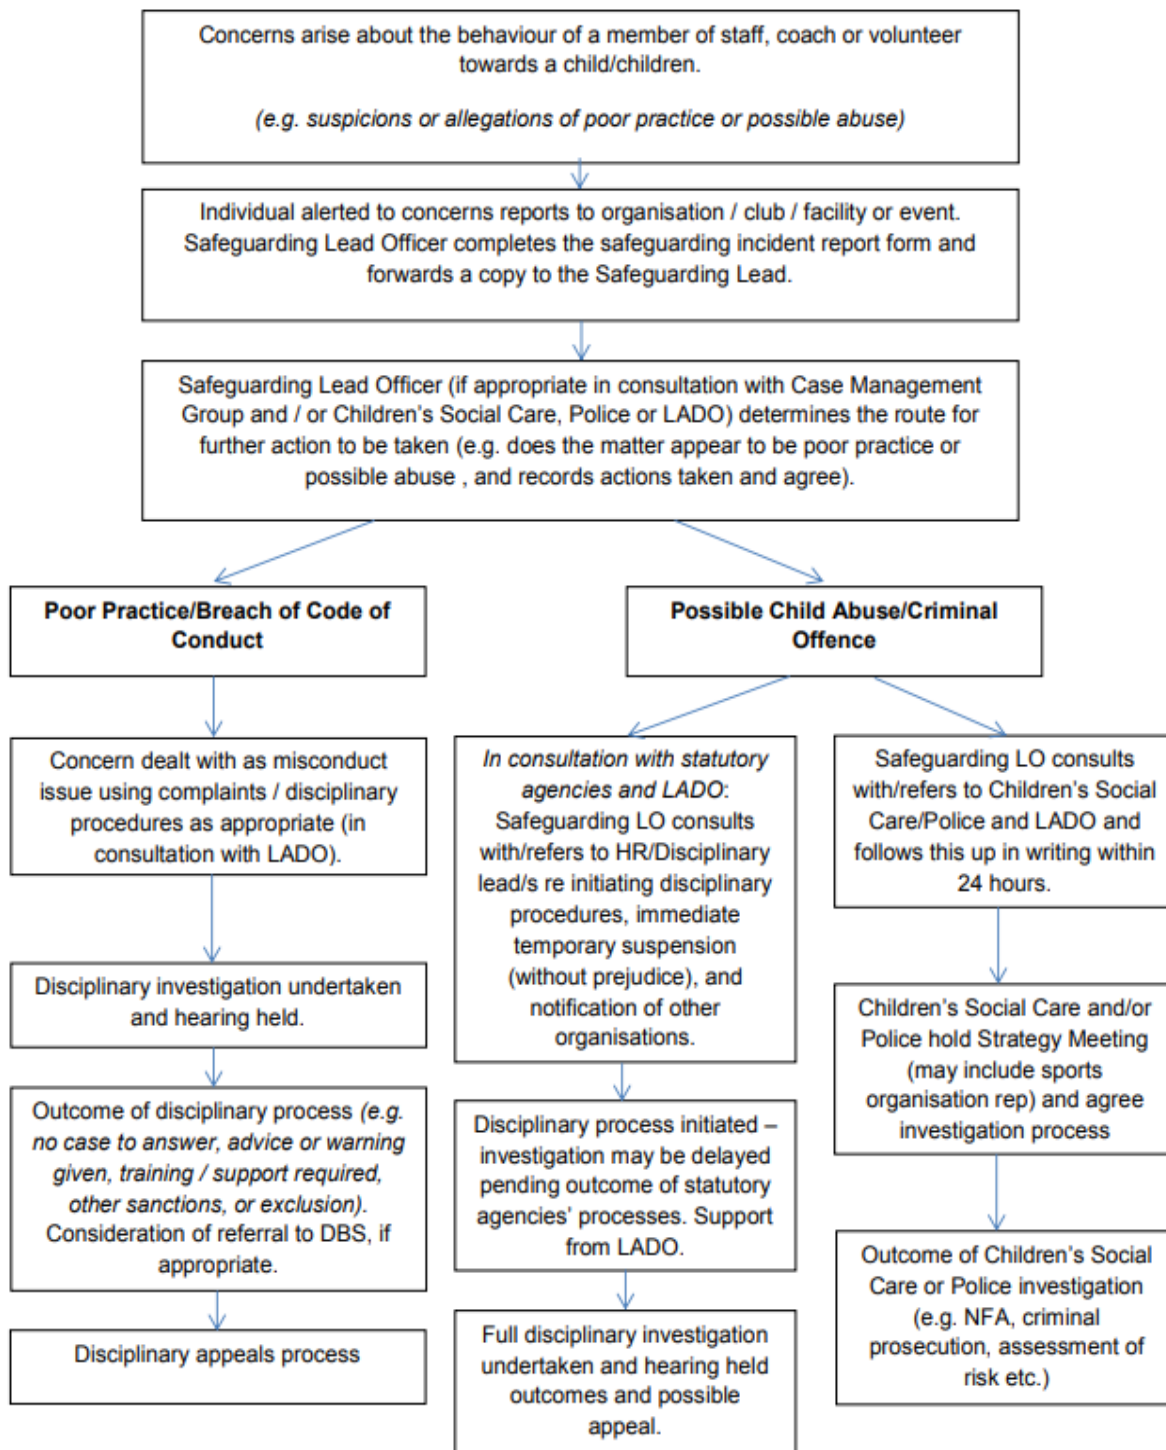 Concerns arise about the behaviour of a member of staff, coach or volunteer
towards a child/children.
(e.g. suspicions or allegations of poor practice or possible abuse)
Individual alerted to concerns reports to organisation / club / facility or event.
Safeguarding Lead Officer completes the safeguarding incident report form and
forwards a copy to the Safeguarding Lead.
Safeguarding Lead Officer (if appropriate in consultation with Case Management
Group and / or Children's Social Care, Police or LADO) determines the route for
further action to be taken (e.g. does the matter appear to be poor practice or
possible abuse , and records actions taken and agree).
Poor Practice/Breach of Code of
Conduct
Concern dealt with as misconduct
issue using complaints / disciplinary
procedures as appropriate (in
consultation with LADO).
Disciplinary investigation undertaken
and hearing held.
Outcome of disciplinary process (e.g.
no case to answer, advice or warning
given, training / support required,
other sanctions, or exclusion).
Consideration of referral to DBS, if
appropriate.
Disciplinary appeals process
Possible Child Abuse/Criminal
Offence
In consultation with statutory
agencies and LADO:
Safeguarding LO consults
with/refers to HR/Disciplinary
lead/s re initiating disciplinary
procedures, immediate
temporary suspension
(without prejudice), and
notification of other
organisations.
Disciplinary process initiated –
investigation may be delayed
pending outcome of statutory
agencies' processes. Support
from LADO.
Full disciplinary investigation
undertaken and hearing held
outcomes and possible
appeal.
Safeguarding LO consults
with/refers to Children's Social
Care/Police and LADO and
follows this up in writing within
24 hours.
Children's Social Care and/or
Police hold Strategy Meeting
(may include sports
organisation rep) and agree
investigation process
Outcome of Children's Social
Care or Police investigation
(e.g. NFA, criminal
prosecution, assessment of
risk etc.)